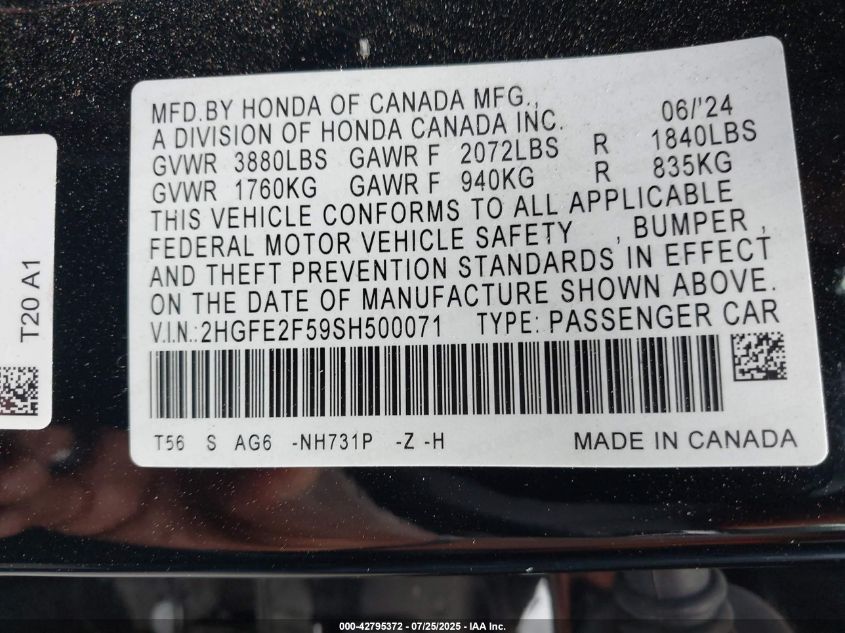 MFD.BY HONDA OF CANADA MFG., 06/'24
A DIVISION OF HONDA CANADA INC.
GVWR 3880LBS GAWR F 2072LBS R 1840LBS
GVWR 1760KG GAWR F 940KG R 835KG
THIS VEHICLE CONFORMS TO ALL APPLICABLE
FEDERAL MOTOR VEHICLE SAFETY , BUMPER ,
AND THEFT PREVENTION STANDARDS IN EFFECT
ON THE DATE OF MANUFACTURE SHOWN ABOVE.
V.I.N.:2HGFE2F59SH500071 TYPE: PASSENGER CAR
T56 S AG6 -NH731P -Z -H MADE IN CANADA
T20 A1
000-42795372 | 07/25/2025 - IAA Inc.